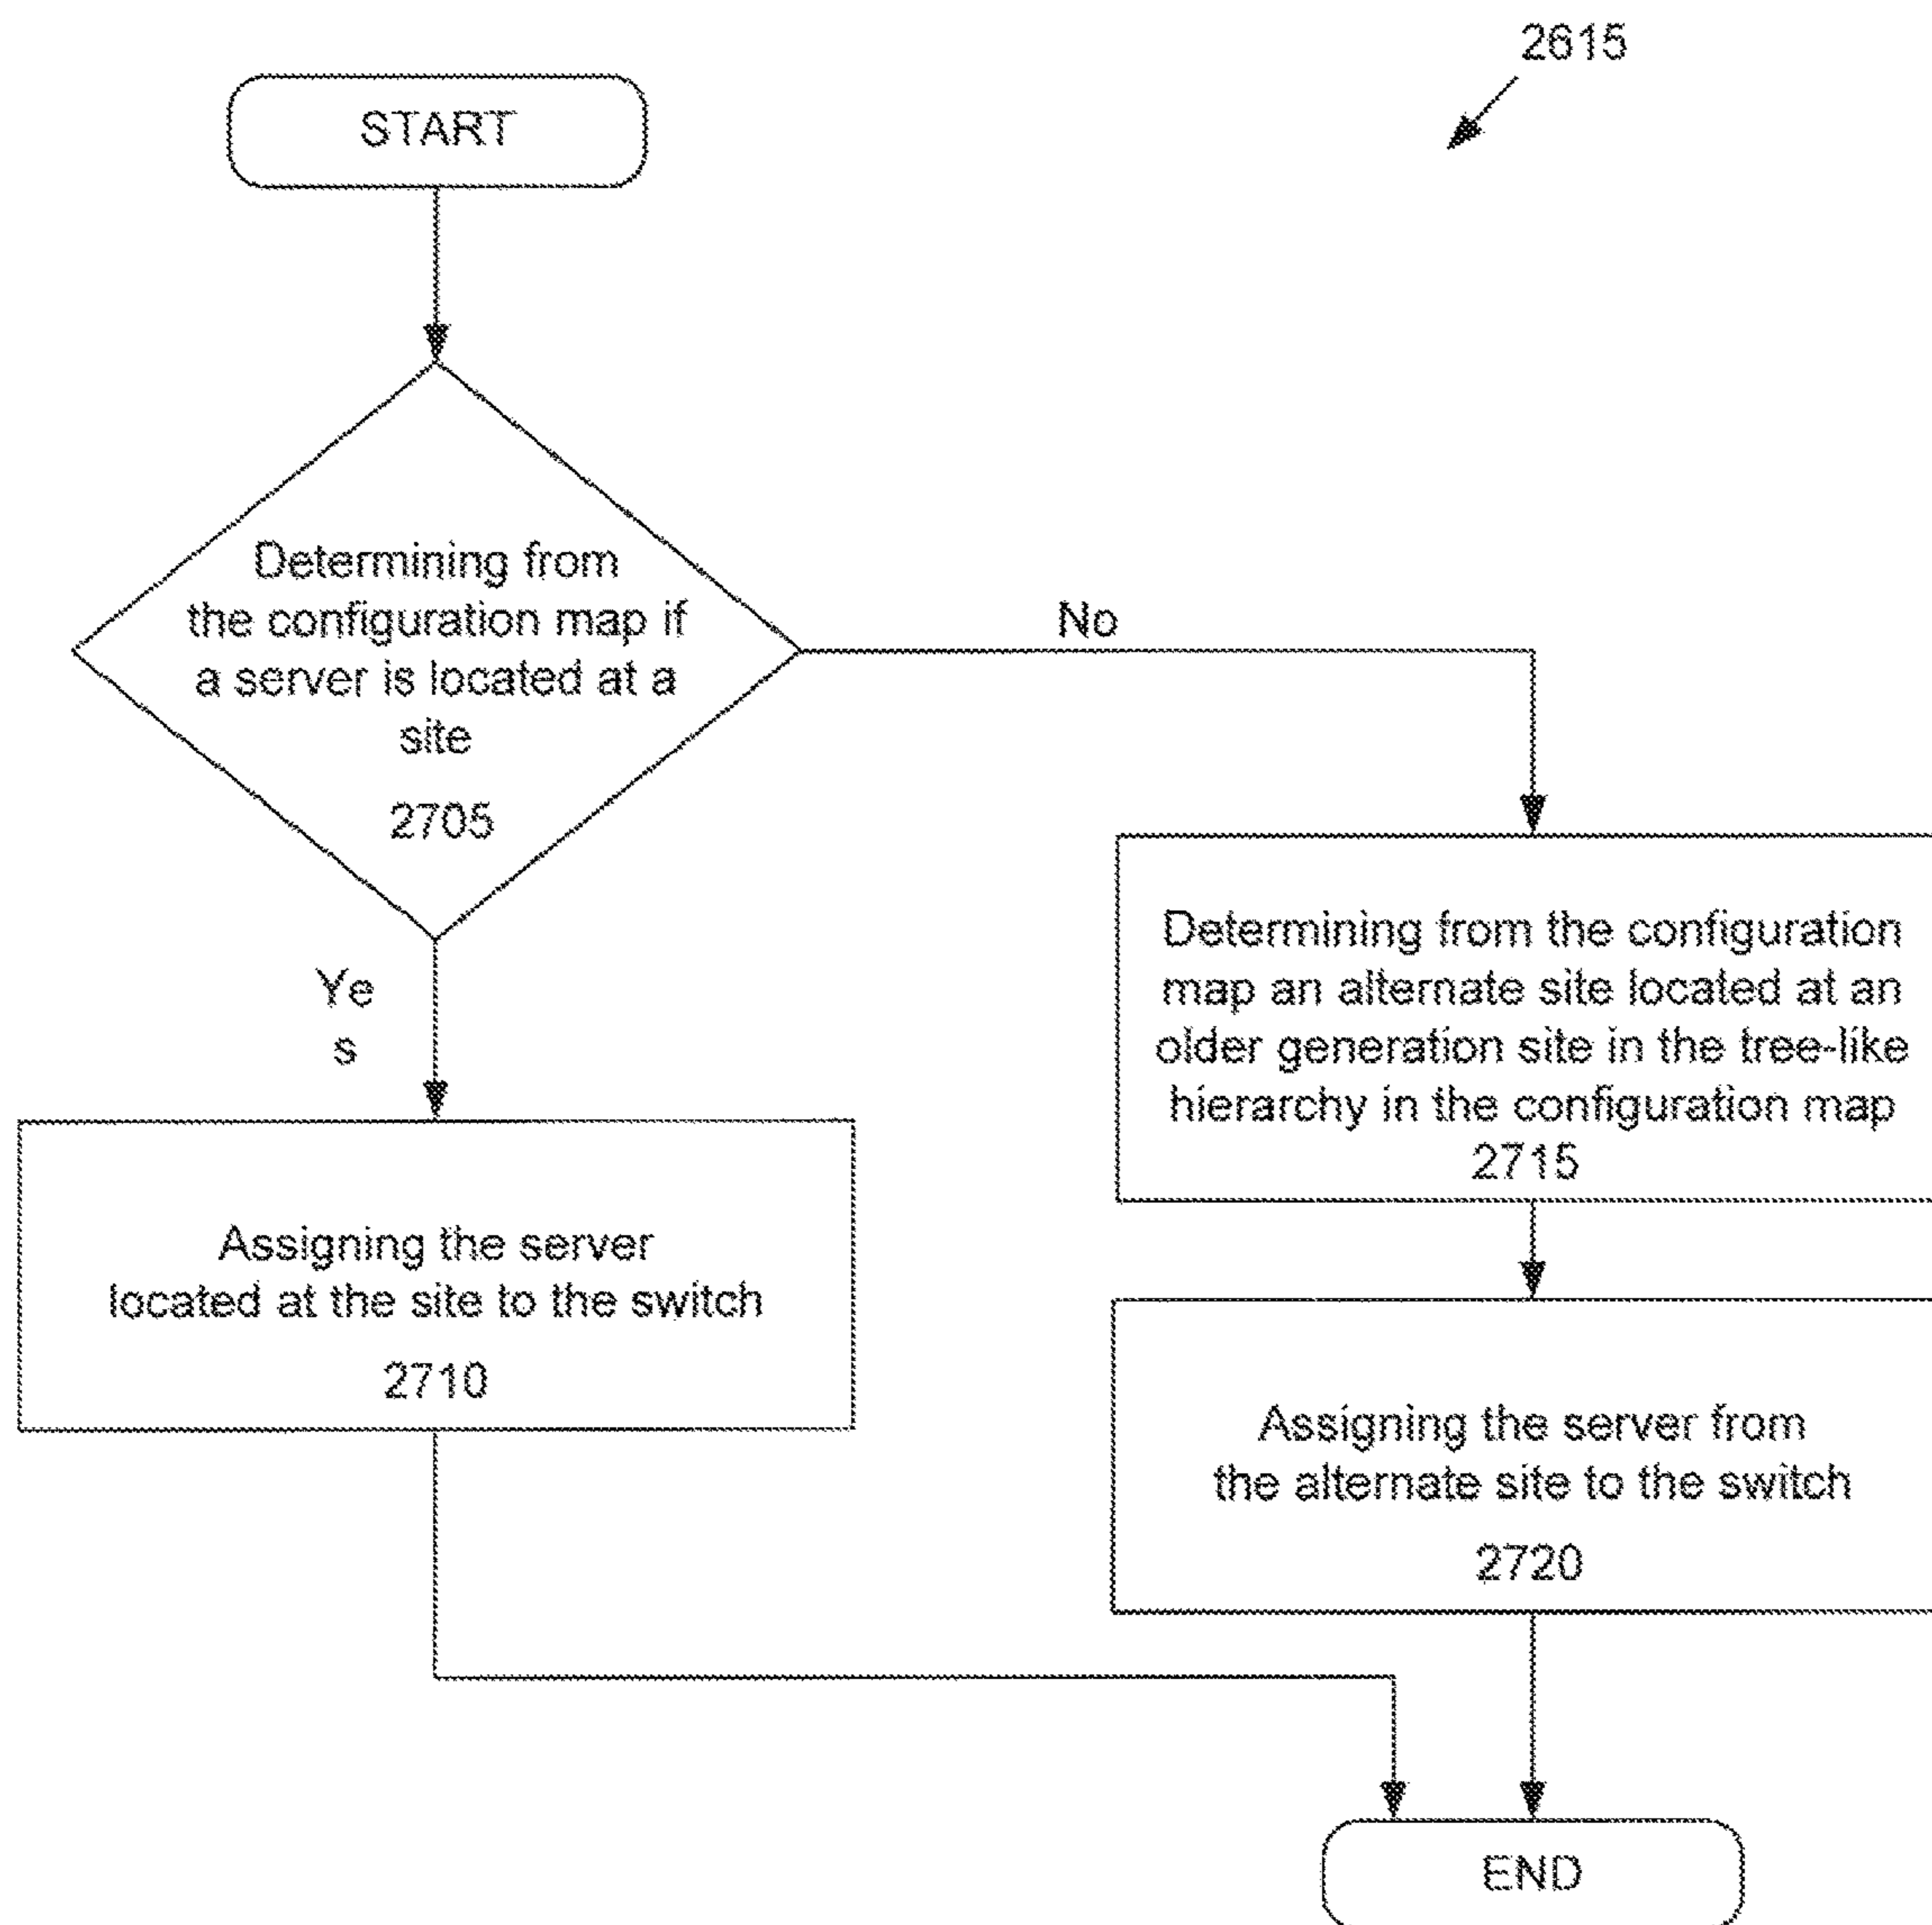 2615
START
Determining from
the configuration map if
a server is located at a
site
2705
No
Ye
s
Determining from the configuration
map an alternate site located at an
older generation site in the tree-like
hierarchy in the configuration map
2715
Assigning the server
located at the site to the switch
2710
Assigning the server from
the alternate site to the switch
2720
END